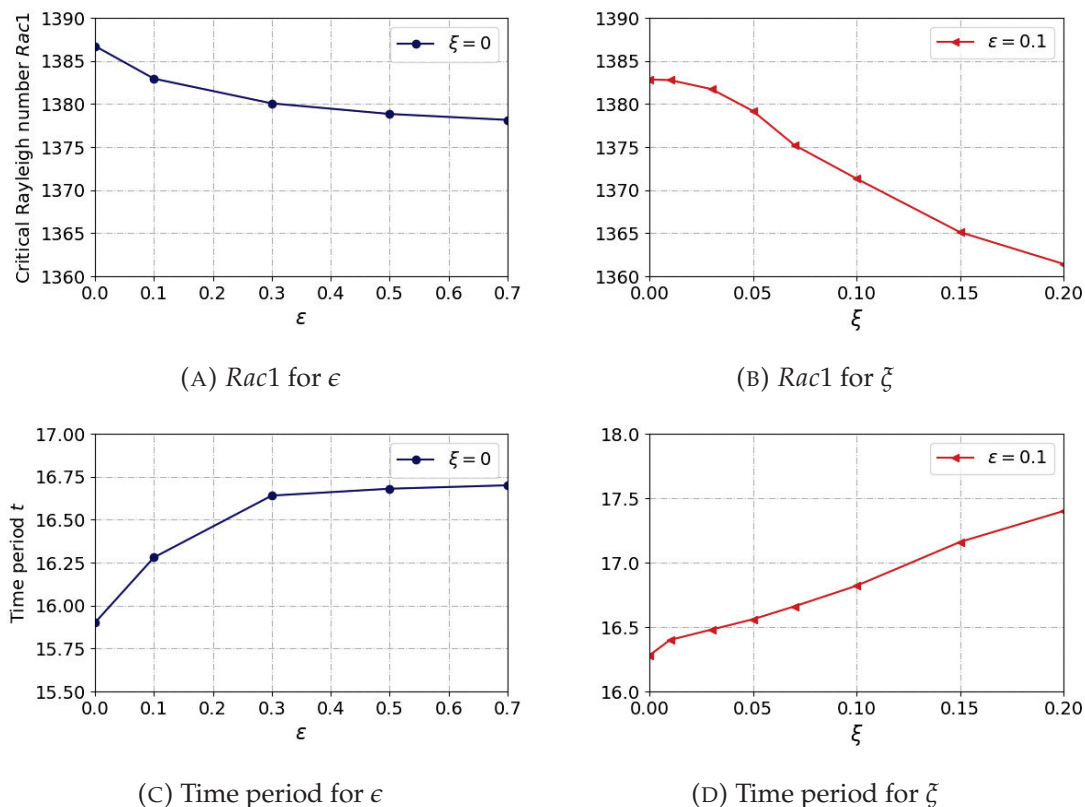 1390
1385
1380
1375
1370
1365
1360
Critical Rayleigh number Rac1
ξ = 0
0.0 0.1 0.2 0.3 0.4 0.5 0.6 0.7
ε
(A) Rac1 for ϵ
1390
1385
1380
1375
1370
1365
1360
ε = 0.1
0.00 0.05 0.10 0.15 0.20
ξ
(B) Rac1 for ξ
17.00
16.75
16.50
16.25
16.00
15.75
15.50
Time period t
ξ = 0
0.0 0.1 0.2 0.3 0.4 0.5 0.6 0.7
ε
(C) Time period for ϵ
18.0
17.5
17.0
16.5
16.0
ε = 0.1
0.00 0.05 0.10 0.15 0.20
ξ
(D) Time period for ξ